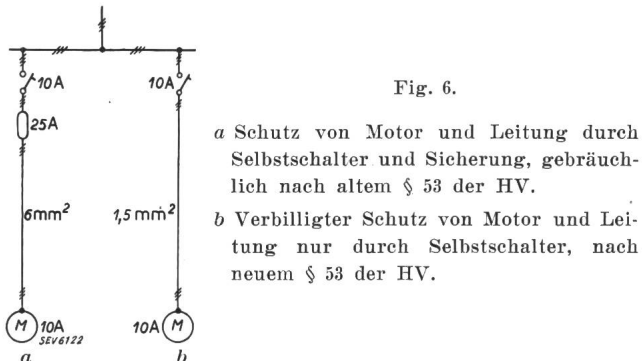 10A
10A
25A
6mm²
1,5mm²
M
10A
10A
M
SEV6122
a
b
Fig. 6.
a Schutz von Motor und Leitung durch
Selbstschalter und Sicherung, gebräuch-
lich nach altem § 53 der HV.
b Verbilligter Schutz von Motor und Lei-
tung nur durch Selbstschalter, nach
neuem § 53 der HV.